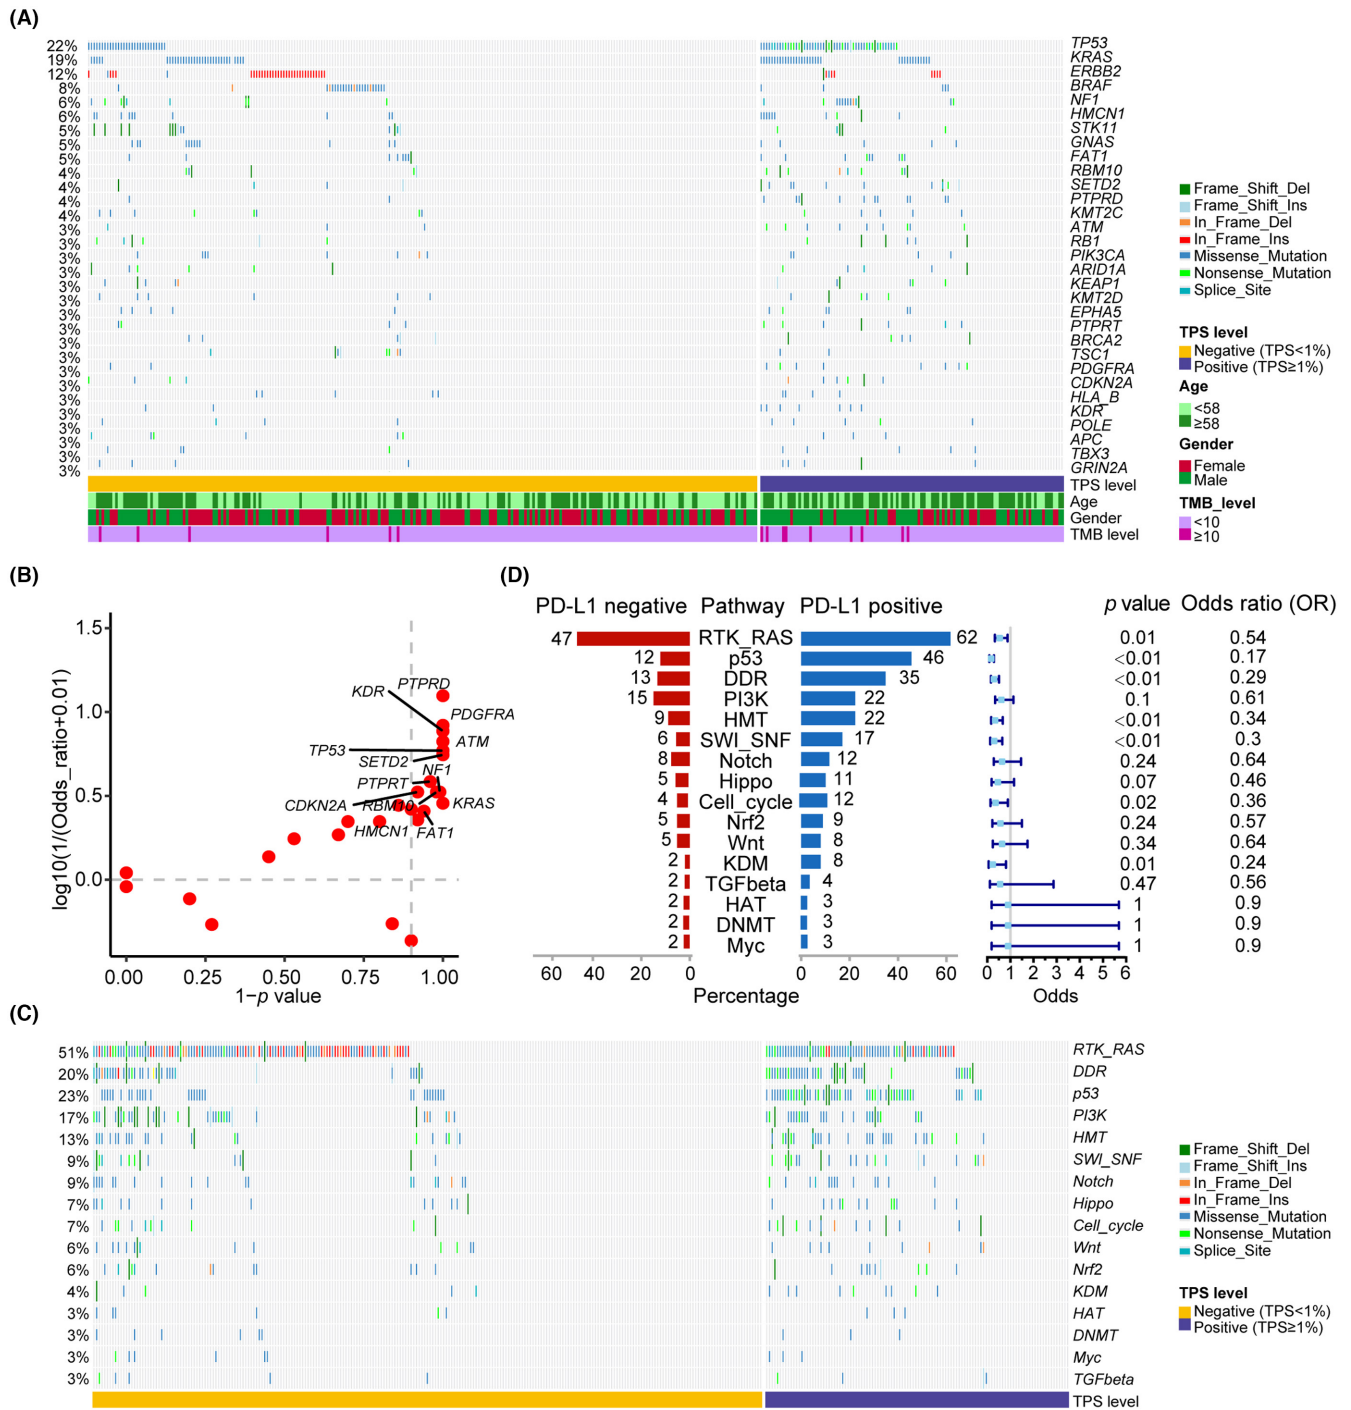 (A)
22% TP53
19% KRAS
12% ERBB2
8% BRAF
6% NF1
6% HMCN1
5% STK11
5% GNAS
5% FAT1
4% RBM10
4% SETD2
4% PTPRD
4% KMT2C
3% ATM
3% RB1
3% PIK3CA
3% ARID1A
3% KEAP1
3% KMT2D
3% EPHA5
3% PTPRT
3% BRCA2
3% TSC1
3% PDGFRA
3% CDKN2A
3% HLA_B
3% KDR
3% POLE
3% APC
3% TBX3
3% GRIN2A
TPS level
Age
Gender
TMB level
Frame_Shift_Del
Frame_Shift_Ins
In_Frame_Del
In_Frame_Ins
Missense_Mutation
Nonsense_Mutation
Splice_Site
TPS level
Negative (TPS<1%)
Positive (TPS≥1%)
Age
<58
≥58
Gender
Female
Male
TMB_level
<10
≥10
(B)
log10(1/(Odds_ratio+0.01)
1.5
1.0
0.5
0.0
PTPRD
KDR
PDGFRA
ATM
TP53
SETD2
NF1
PTPRT
CDKN2A
RBM10
KRAS
HMCN1
FAT1
0.00 0.25 0.50 0.75 1.00
1−p value
(D)
PD-L1 negative Pathway PD-L1 positive p value Odds ratio (OR)
47 RTK_RAS 62 0.01 0.54
12 p53 46 <0.01 0.17
13 DDR 35 <0.01 0.29
15 PI3K 22 0.1 0.61
9 HMT 22 <0.01 0.34
6 SWI_SNF 17 <0.01 0.3
8 Notch 12 0.24 0.64
5 Hippo 11 0.07 0.46
4 Cell_cycle 12 0.02 0.36
5 Nrf2 9 0.24 0.57
5 Wnt 8 0.34 0.64
2 KDM 8 0.01 0.24
2 TGFbeta 4 0.47 0.56
2 HAT 3 1 0.9
2 DNMT 3 1 0.9
2 Myc 3 1 0.9
60 40 20 0 0 20 40 60 0 1 2 3 4 5 6
Percentage Odds
(C)
51% RTK_RAS
20% DDR
23% p53
17% PI3K
13% HMT
9% SWI_SNF
9% Notch
7% Hippo
7% Cell_cycle
6% Wnt
6% Nrf2
4% KDM
3% HAT
3% DNMT
3% Myc
3% TGFbeta
TPS level
Frame_Shift_Del
Frame_Shift_Ins
In_Frame_Del
In_Frame_Ins
Missense_Mutation
Nonsense_Mutation
Splice_Site
TPS level
Negative (TPS<1%)
Positive (TPS≥1%)